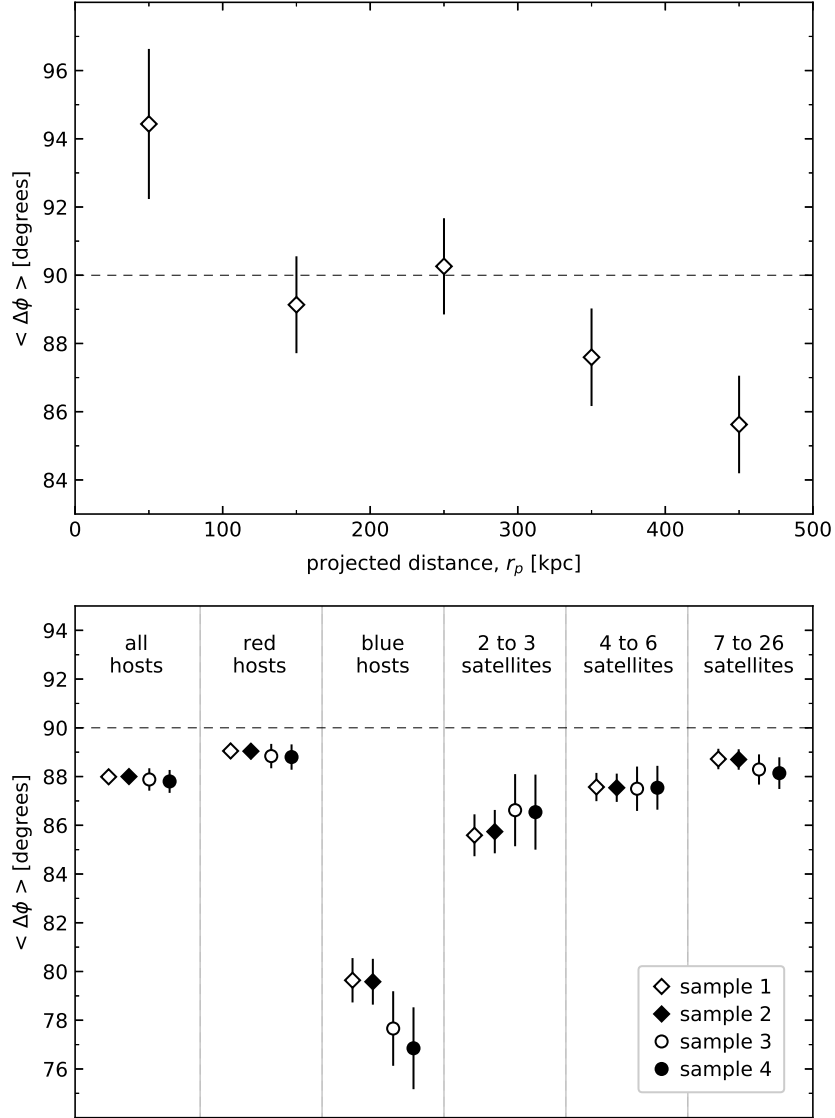 96
94
92
90
88
86
84
< Δϕ > [degrees]
0 100 200 300 400 500
projected distance, rₚ [kpc]
94
92
90
88
86
84
82
80
78
76
< Δϕ > [degrees]
all
hosts
red
hosts
blue
hosts
2 to 3
satellites
4 to 6
satellites
7 to 26
satellites
sample 1
sample 2
sample 3
sample 4